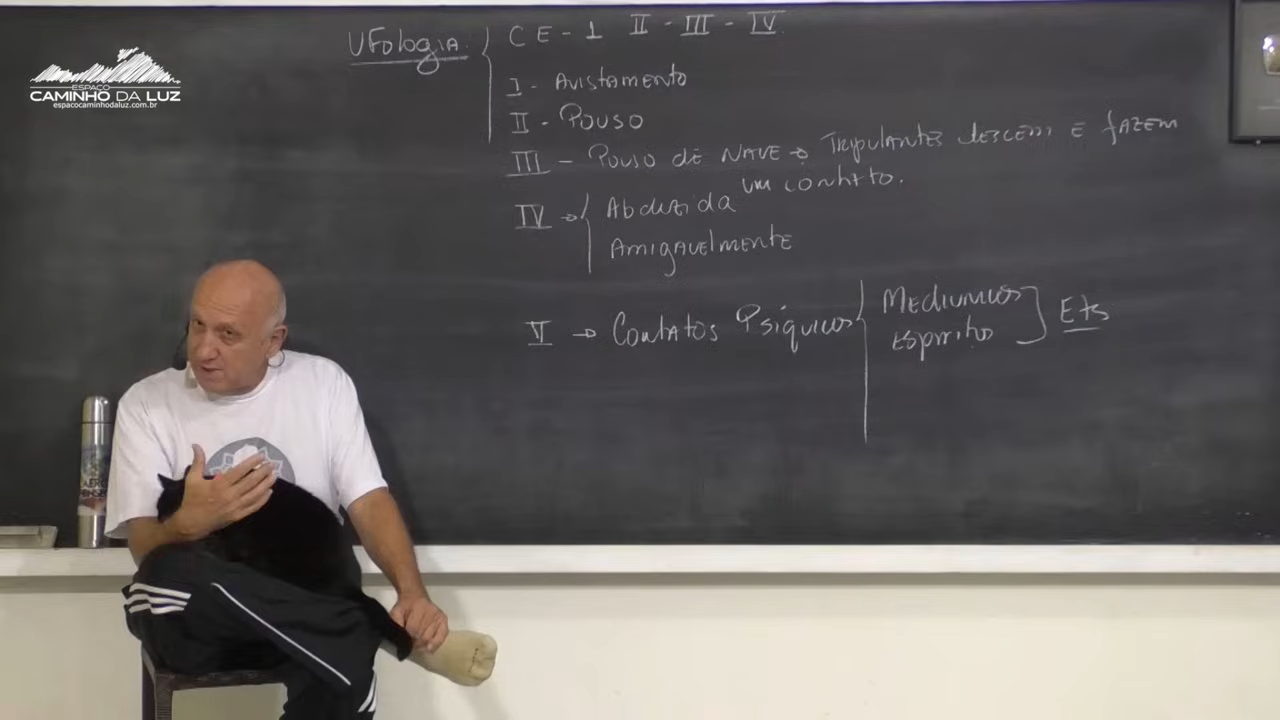 ESPAÇO
CAMINHO DA LUZ
espacocaminhodaluz.com.br
UFologia { CE - 1 II - III - IV
I - Avistamento
II - Pouso
III - Pouso de Nave → Tripulantes descem e fazem
um contato.
IV → { Abduzida
Amigavelmente
V → Contatos Psíquicos { Mediunicos
Espirito } Ets